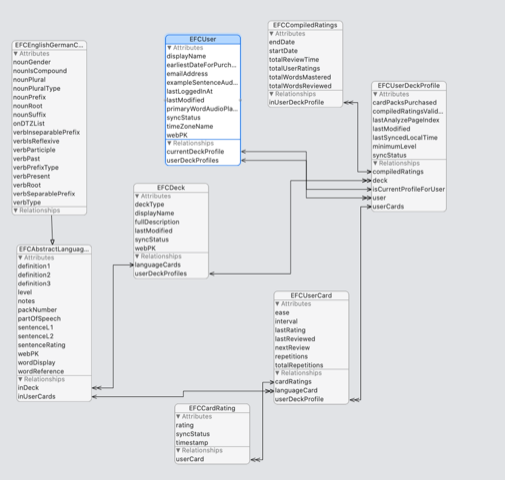 EFCEnglishGermanC...
▼ Attributes
nounGender
nounIsCompound
nounPlural
nounPluralType
nounPrefix
nounRoot
nounSuffix
onDTZList
verbInseparablePrefix
verbIsReflexive
verbParticiple
verbPast
verbPrefixType
verbPresent
verbRoot
verbSeparablePrefix
verbType
▼ Relationships
EFCUser
▼ Attributes
displayName
earliestDateForPurch...
emailAddress
exampleSentenceAud...
lastLoggedInAt
lastModified
primaryWordAudioPla...
syncStatus
timeZoneName
webPK
▼ Relationships
currentDeckProfile
userDeckProfiles
EFCCompiledRatings
▼ Attributes
endDate
startDate
totalReviewTime
totalUserRatings
totalWordsMastered
totalWordsReviewed
▼ Relationships
inUserDeckProfile
EFCUserDeckProfile
▼ Attributes
cardPacksPurchased
compiledRatingsValid...
lastAnalyzePageIndex
lastModified
lastSyncedLocalTime
minimumLevel
syncStatus
▼ Relationships
compiledRatings
deck
isCurrentProfileForUser
user
userCards
EFCDeck
▼ Attributes
deckType
displayName
fullDescription
lastModified
syncStatus
webPK
▼ Relationships
languageCards
userDeckProfiles
EFCAbstractLanguag...
▼ Attributes
definition1
definition2
definition3
level
notes
packNumber
partOfSpeech
sentenceL1
sentenceL2
sentenceRating
webPK
wordDisplay
wordReference
▼ Relationships
inDeck
inUserCards
EFCUserCard
▼ Attributes
ease
interval
lastRating
lastReviewed
nextReview
repetitions
totalRepetitions
▼ Relationships
cardRatings
languageCard
userDeckProfile
EFCCardRating
▼ Attributes
rating
syncStatus
timestamp
▼ Relationships
userCard